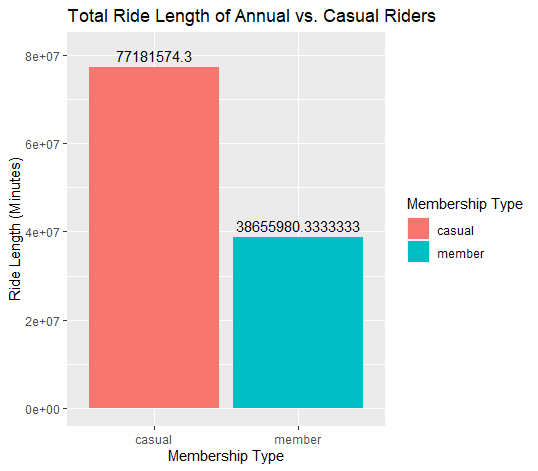 Total Ride Length of Annual vs. Casual Riders
Ride Length (Minutes)
8e+07
6e+07
4e+07
2e+07
0e+00
77181574.3
38655980.3333333
casual
member
Membership Type
Membership Type
casual
member